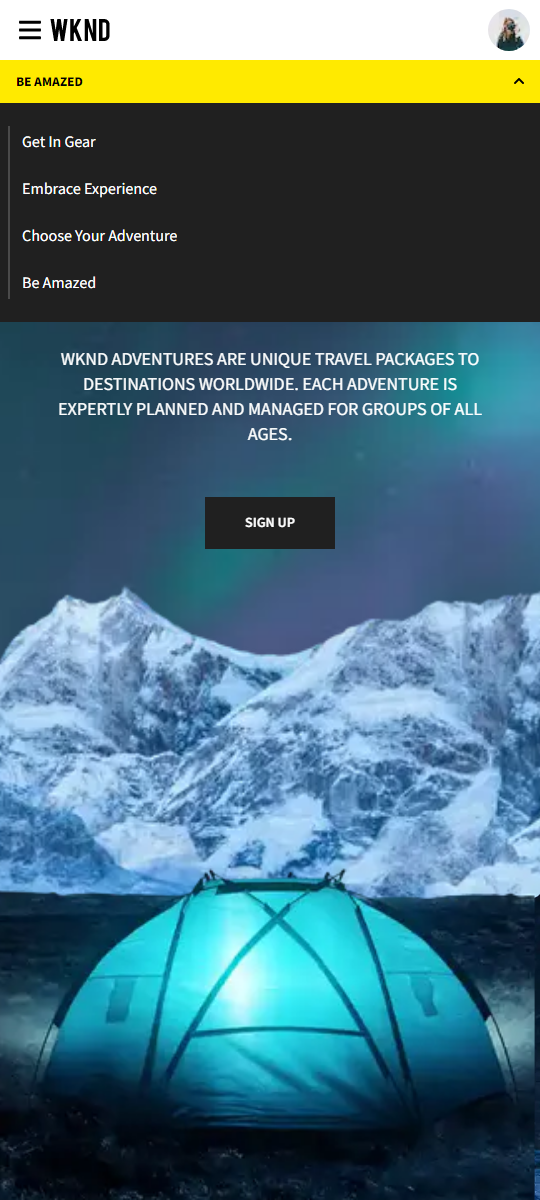 WKND
BE AMAZED
Get In Gear
Embrace Experience
Choose Your Adventure
Be Amazed
WKND ADVENTURES ARE UNIQUE TRAVEL PACKAGES TO
DESTINATIONS WORLDWIDE. EACH ADVENTURE IS
EXPERTLY PLANNED AND MANAGED FOR GROUPS OF ALL
AGES.
SIGN UP